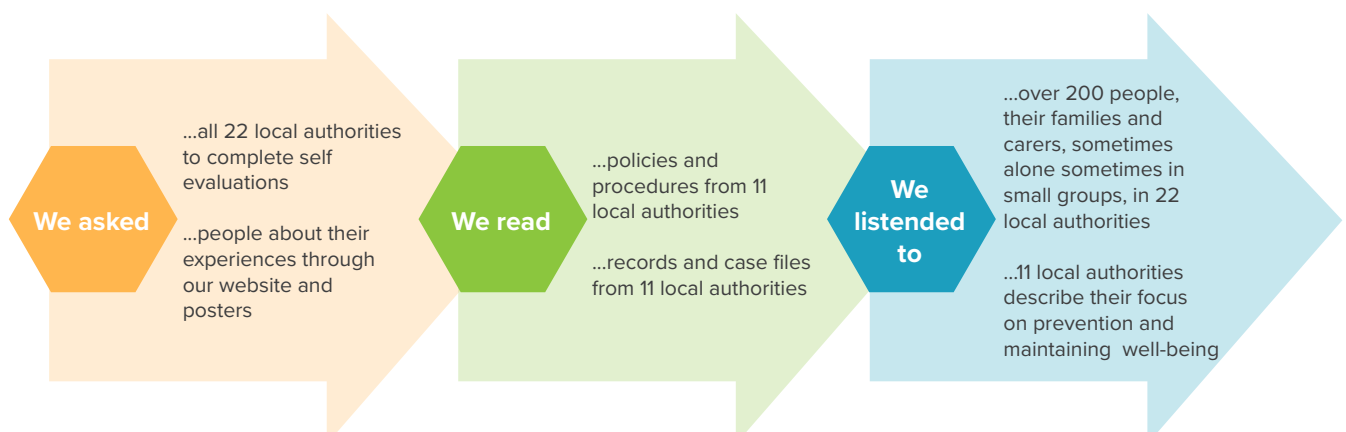 We asked
...all 22 local authorities
to complete self
evaluations
...people about their
experiences through
our website and
posters
We read
...policies and
procedures from 11
local authorities
...records and case files
from 11 local authorities
We
listended
to
...over 200 people,
their families and
carers, sometimes
alone sometimes in
small groups, in 22
local authorities
...11 local authorities
describe their focus
on prevention and
maintaining  well-being